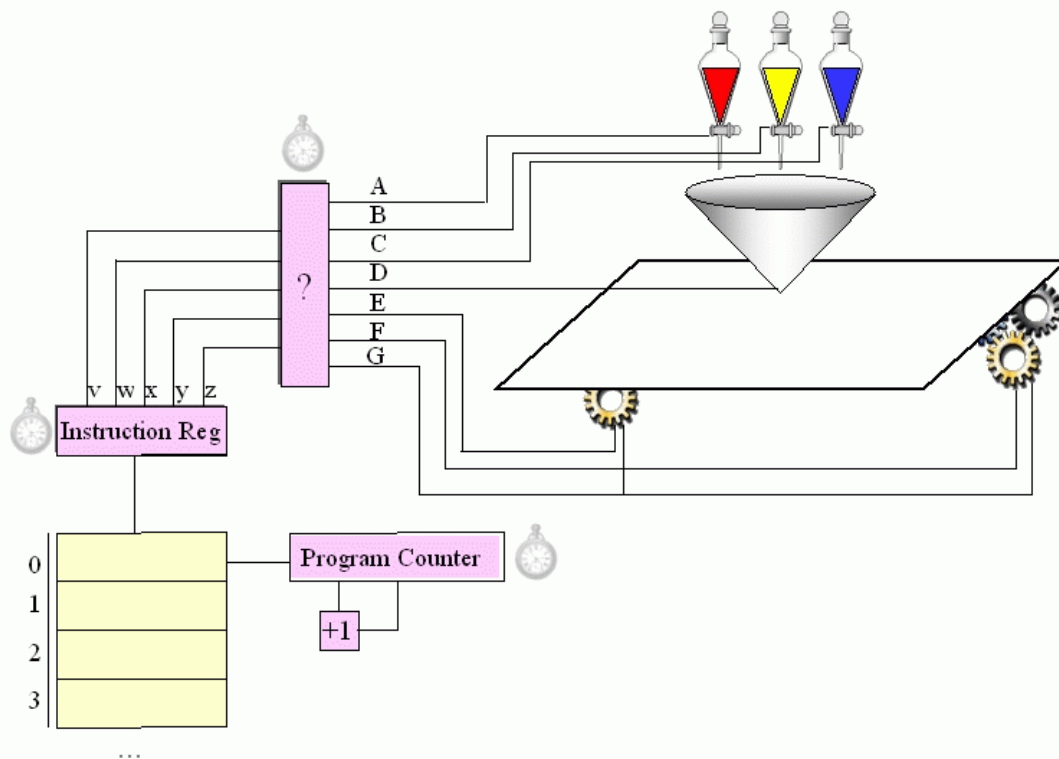 A
B
C
D
?
E
F
G
v w x y z
Instruction Reg
0
Program Counter
1
+1
2
3
...